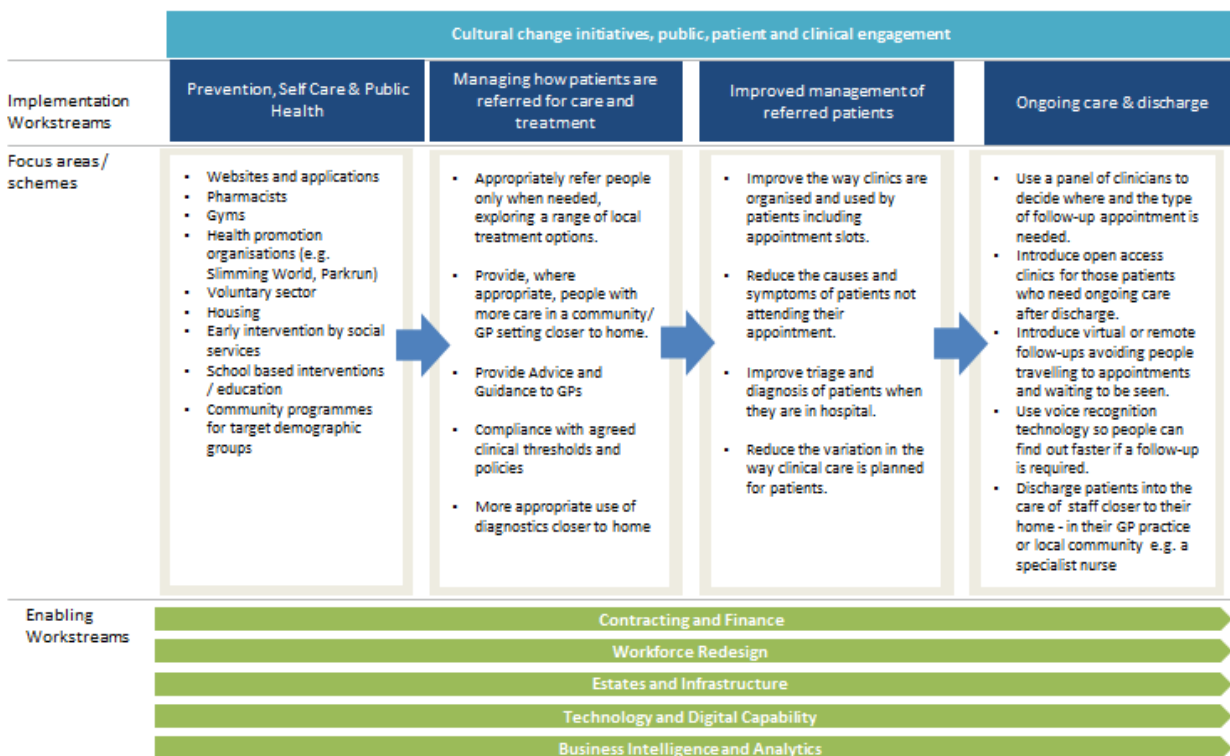 Cultural change initiatives, public, patient and clinical engagement
Implementation
Workstreams
Prevention, Self Care & Public
Health
Managing how patients are
referred for care and
treatment
Improved management of
referred patients
Ongoing care & discharge
Focus areas /
schemes
▪ Websites and applications
▪ Pharmacists
▪ Gyms
▪ Health promotion
organisations (e.g.
Slimming World, Parkrun)
▪ Voluntary sector
▪ Housing
▪ Early intervention by social
services
▪ School based interventions
/ education
▪ Community programmes
for target demographic
groups
▪ Appropriately refer people
only when needed,
exploring a range of local
treatment options.
▪ Provide, where
appropriate, people with
more care in a community/
GP setting closer to home.
▪ Provide Advice and
Guidance to GPs
▪ Compliance with agreed
clinical thresholds and
policies
▪ More appropriate use of
diagnostics closer to home
▪ Improve the way clinics are
organised and used by
patients including
appointment slots.
▪ Reduce the causes and
symptoms of patients not
attending their
appointment.
▪ Improve triage and
diagnosis of patients when
they are in hospital.
▪ Reduce the variation in the
way clinical care is planned
for patients.
▪ Use a panel of clinicians to
decide where and the type
of follow-up appointment is
needed.
▪ Introduce open access
clinics for those patients
who need ongoing care
after discharge.
▪ Introduce virtual or remote
follow-ups avoiding people
travelling to appointments
and waiting to be seen.
▪ Use voice recognition
technology so people can
find out faster if a follow-up
is required.
▪ Discharge patients into the
care of staff closer to their
home - in their GP practice
or local community e.g. a
specialist nurse
Enabling
Workstreams
Contracting and Finance
Workforce Redesign
Estates and Infrastructure
Technology and Digital Capability
Business Intelligence and Analytics